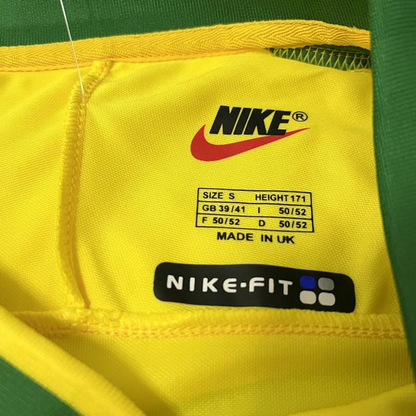 NIKE®
SIZE S HEIGHT 171
GB 39/41 I 50/52
F 50/52 D 50/52
MADE IN UK
NIKE-FIT